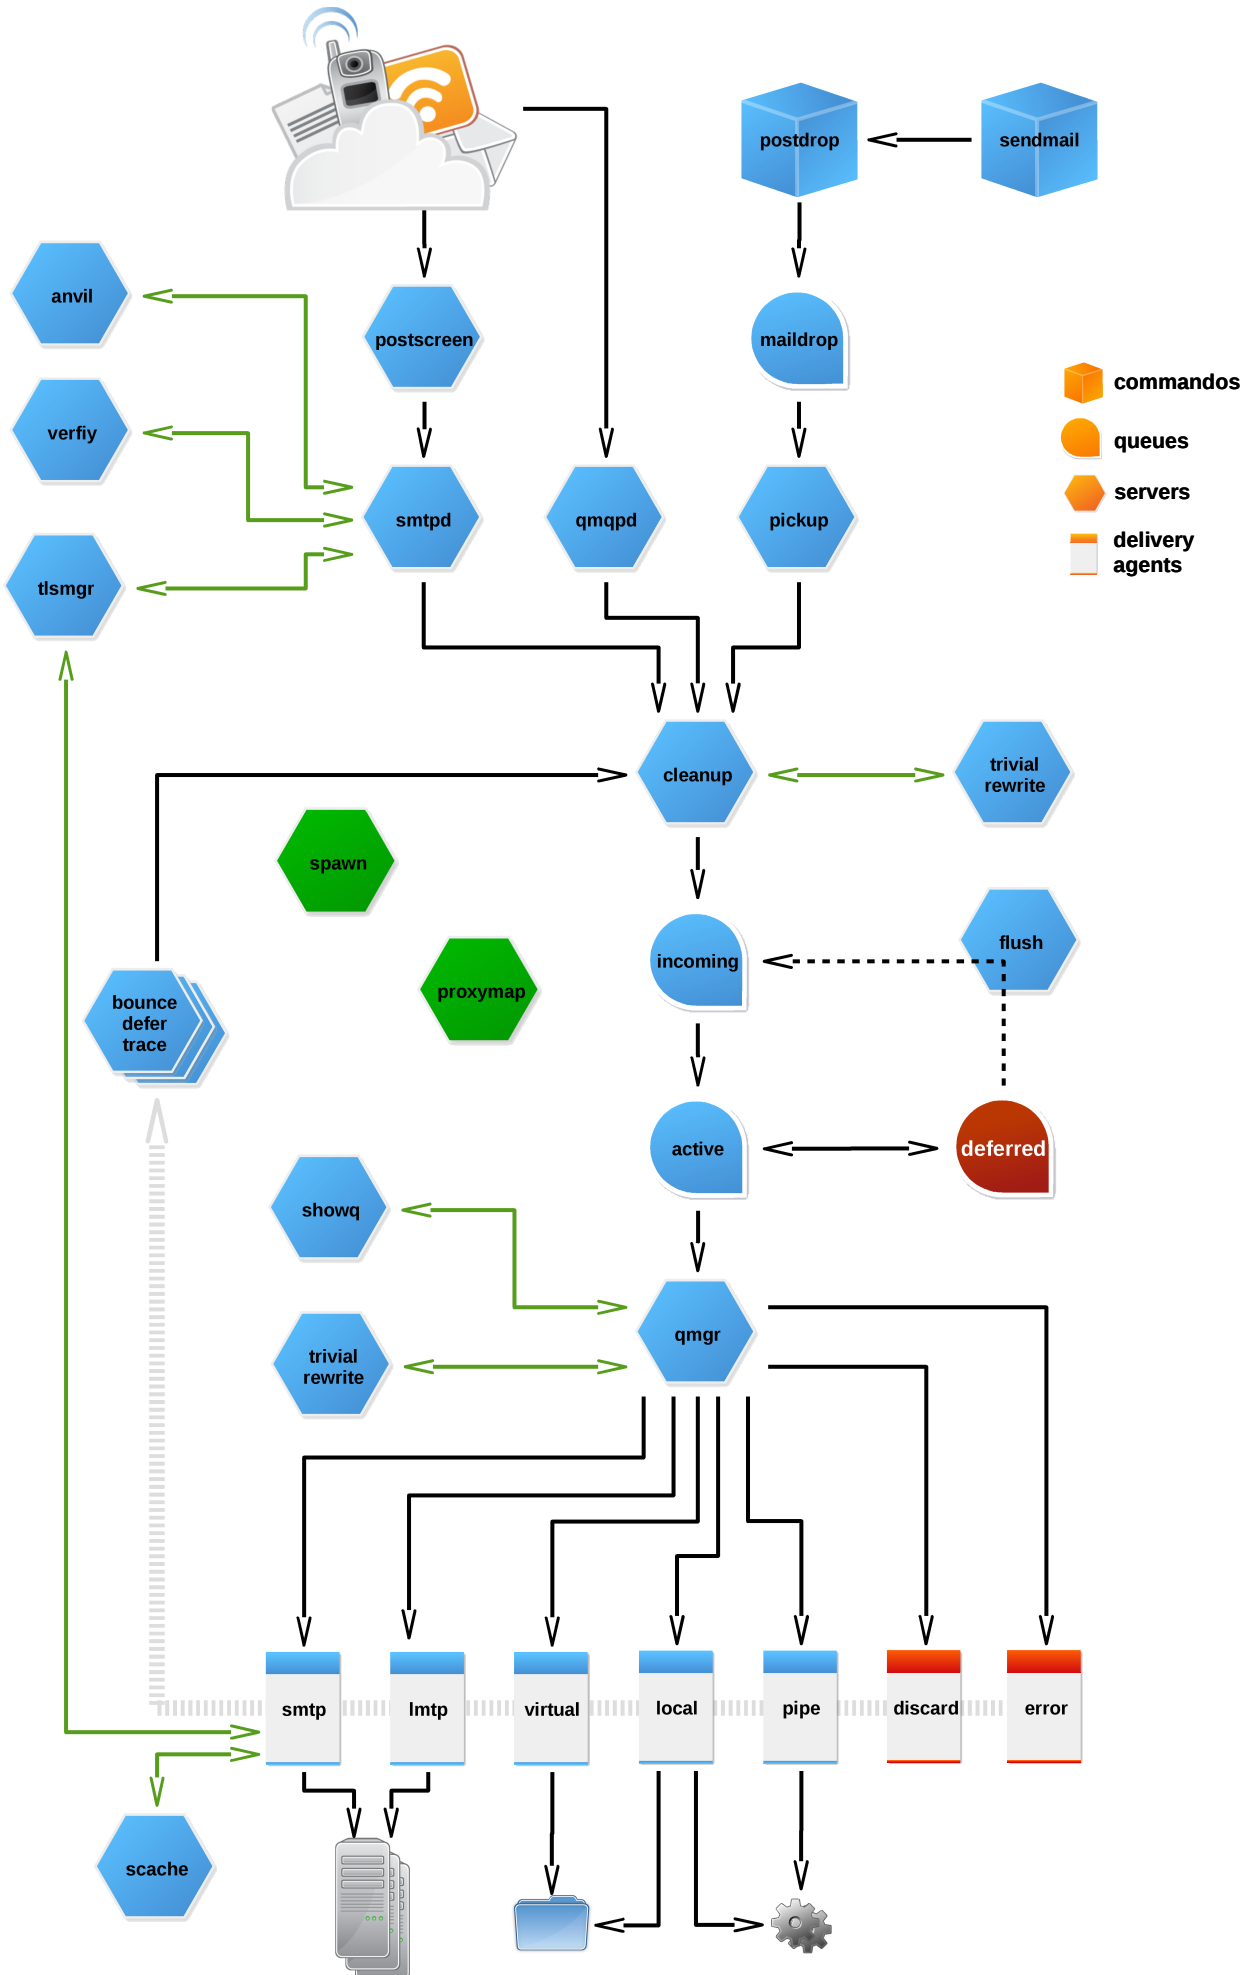 postdrop
sendmail
anvil
postscreen
maildrop
commandos
verfiy
queues
servers
smtpd
qmqpd
pickup
delivery
agents
tlsmgr
cleanup
trivial
rewrite
spawn
flush
incoming
proxymap
bounce
defer
trace
active
deferred
showq
qmgr
trivial
rewrite
smtp
lmtp
virtual
local
pipe
discard
error
scache